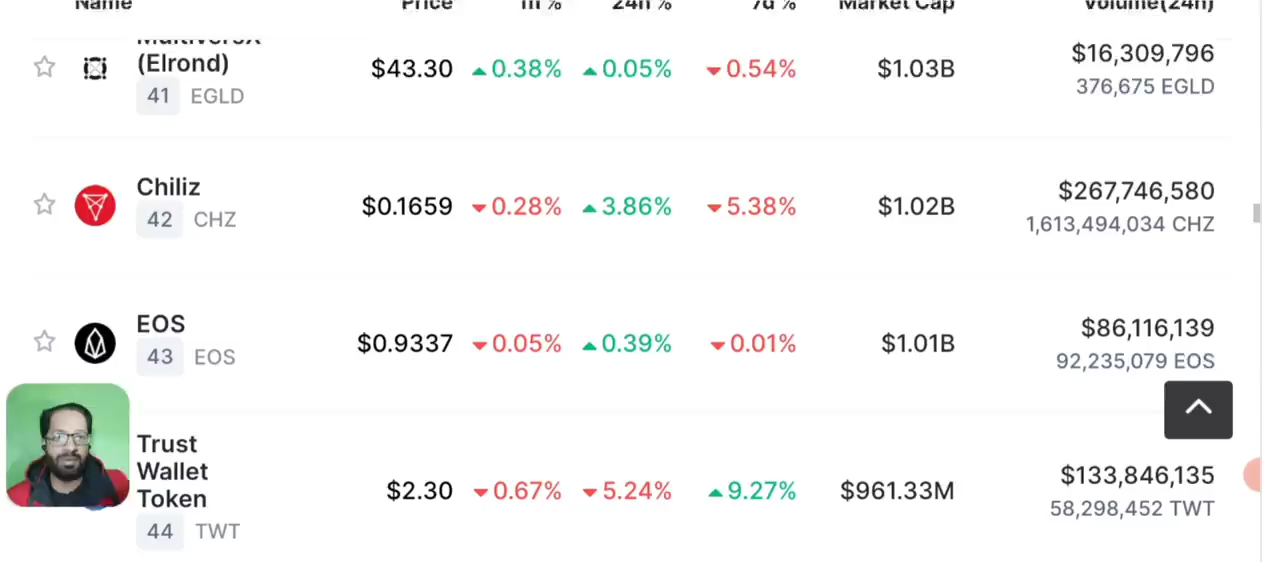 Name Price 1h % 24h % 7d % Market Cap Volume(24h)
MultiversX
(Elrond)
41 EGLD
$43.30 0.38% 0.05% 0.54% $1.03B $16,309,796
376,675 EGLD
Chiliz
42 CHZ
$0.1659 0.28% 3.86% 5.38% $1.02B $267,746,580
1,613,494,034 CHZ
EOS
43 EOS
$0.9337 0.05% 0.39% 0.01% $1.01B $86,116,139
92,235,079 EOS
Trust
Wallet
Token
44 TWT
$2.30 0.67% 5.24% 9.27% $961.33M $133,846,135
58,298,452 TWT